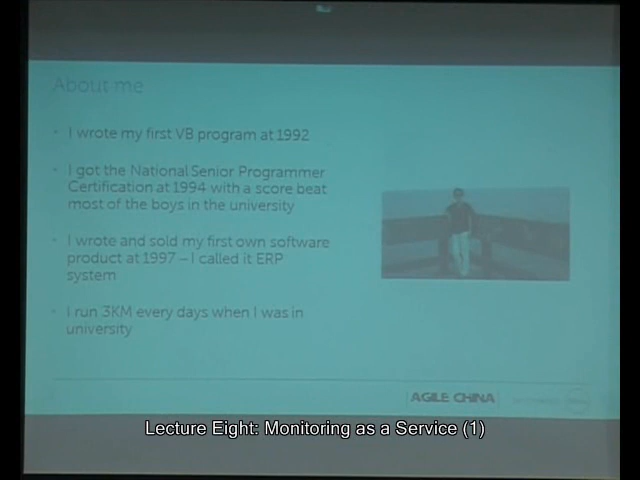 About me
I wrote my first VB program at 1992
I got the National Senior Programmer
Certification at 1994 with a score beat
most of the boys in the university
I wrote and sold my first own software
product at 1997 – I called it ERP
system
I run 3KM every days when I was in
university
AGILE CHINA
Lecture Eight: Monitoring as a Service (1)